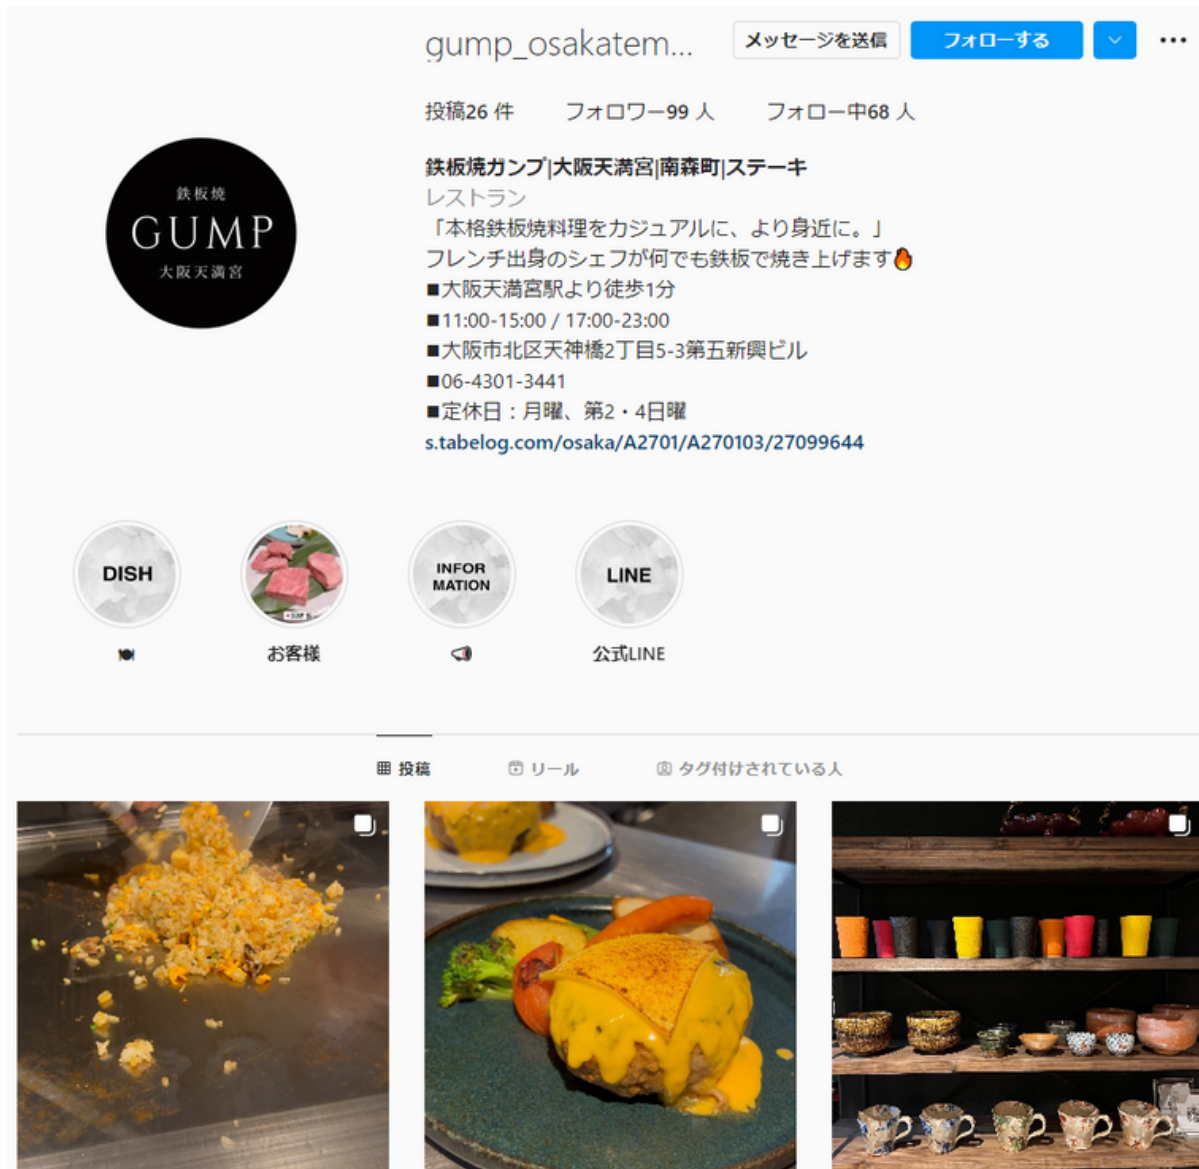 gump_osakatem...
メッセージを送信
フォローする
投稿26 件
フォロワー99 人
フォロー中68 人
鉄板焼
GUMP
大阪天満宮
鉄板焼ガンプ|大阪天満宮|南森町|ステーキ
レストラン
「本格鉄板焼料理をカジュアルに、より身近に。」
フレンチ出身のシェフが何でも鉄板で焼き上げます🔥
■大阪天満宮駅より徒歩1分
■11:00-15:00 / 17:00-23:00
■大阪市北区天神橋2丁目5-3第五新興ビル
■06-4301-3441
■定休日：月曜、第2・4日曜
s.tabelog.com/osaka/A2701/A270103/27099644
DISH
INFOR
MATION
LINE
お客様
公式LINE
投稿
リール
タグ付けされている人